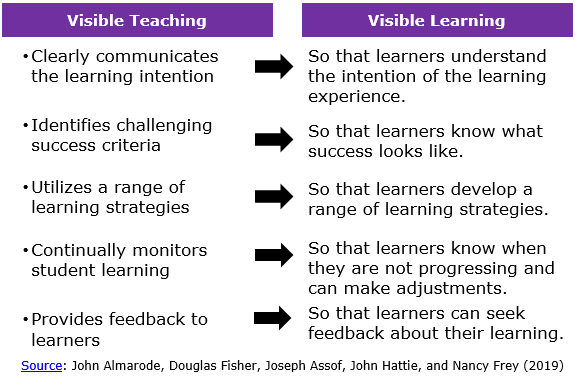 Visible Teaching
Visible Learning
•Clearly communicates
the learning intention
So that learners understand
the intention of the learning
experience.
•Identifies challenging
success criteria
So that learners know what
success looks like.
•Utilizes a range of
learning strategies
So that learners develop a
range of learning strategies.
•Continually monitors
student learning
So that learners know when
they are not progressing and
can make adjustments.
•Provides feedback to
learners
So that learners can seek
feedback about their learning.
Source: John Almarode, Douglas Fisher, Joseph Assof, John Hattie, and Nancy Frey (2019)